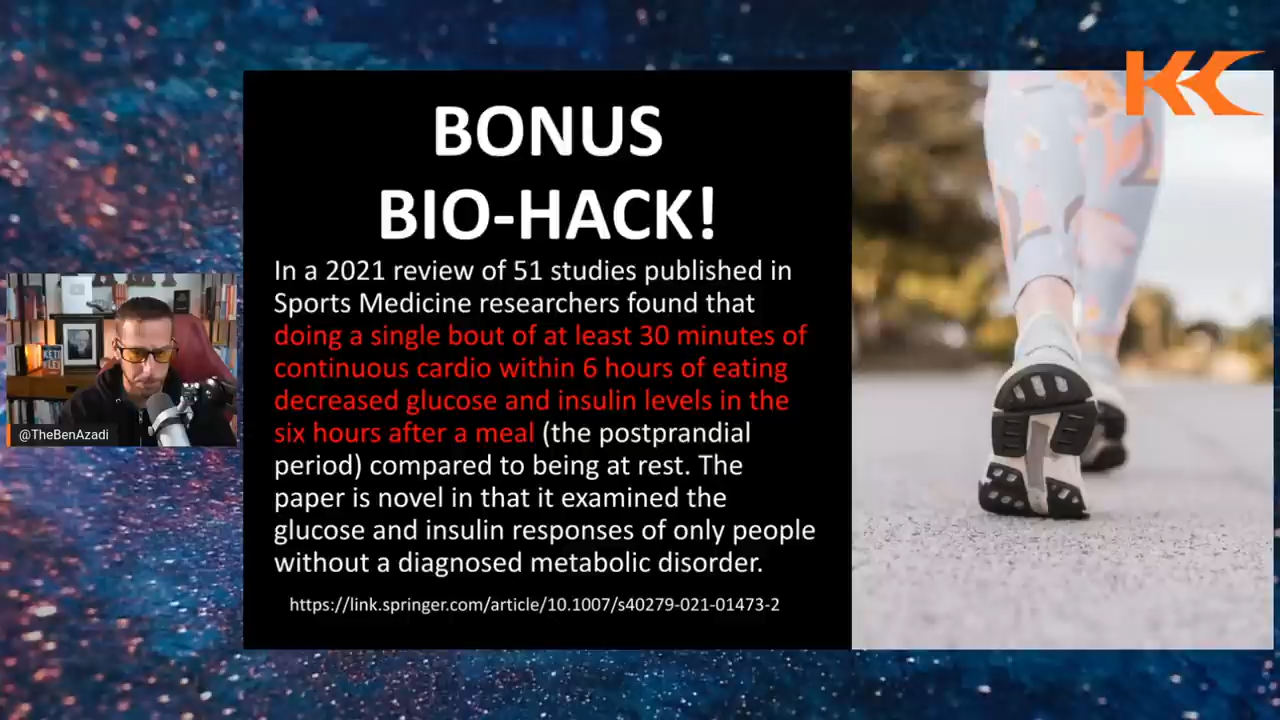 BONUS
BIO-HACK!
In a 2021 review of 51 studies published in
Sports Medicine researchers found that
doing a single bout of at least 30 minutes of
continuous cardio within 6 hours of eating
decreased glucose and insulin levels in the
six hours after a meal (the postprandial
period) compared to being at rest. The
paper is novel in that it examined the
glucose and insulin responses of only people
without a diagnosed metabolic disorder.
https://link.springer.com/article/10.1007/s40279-021-01473-2
KKC
KETO
FLEX
@TheBenAzadi